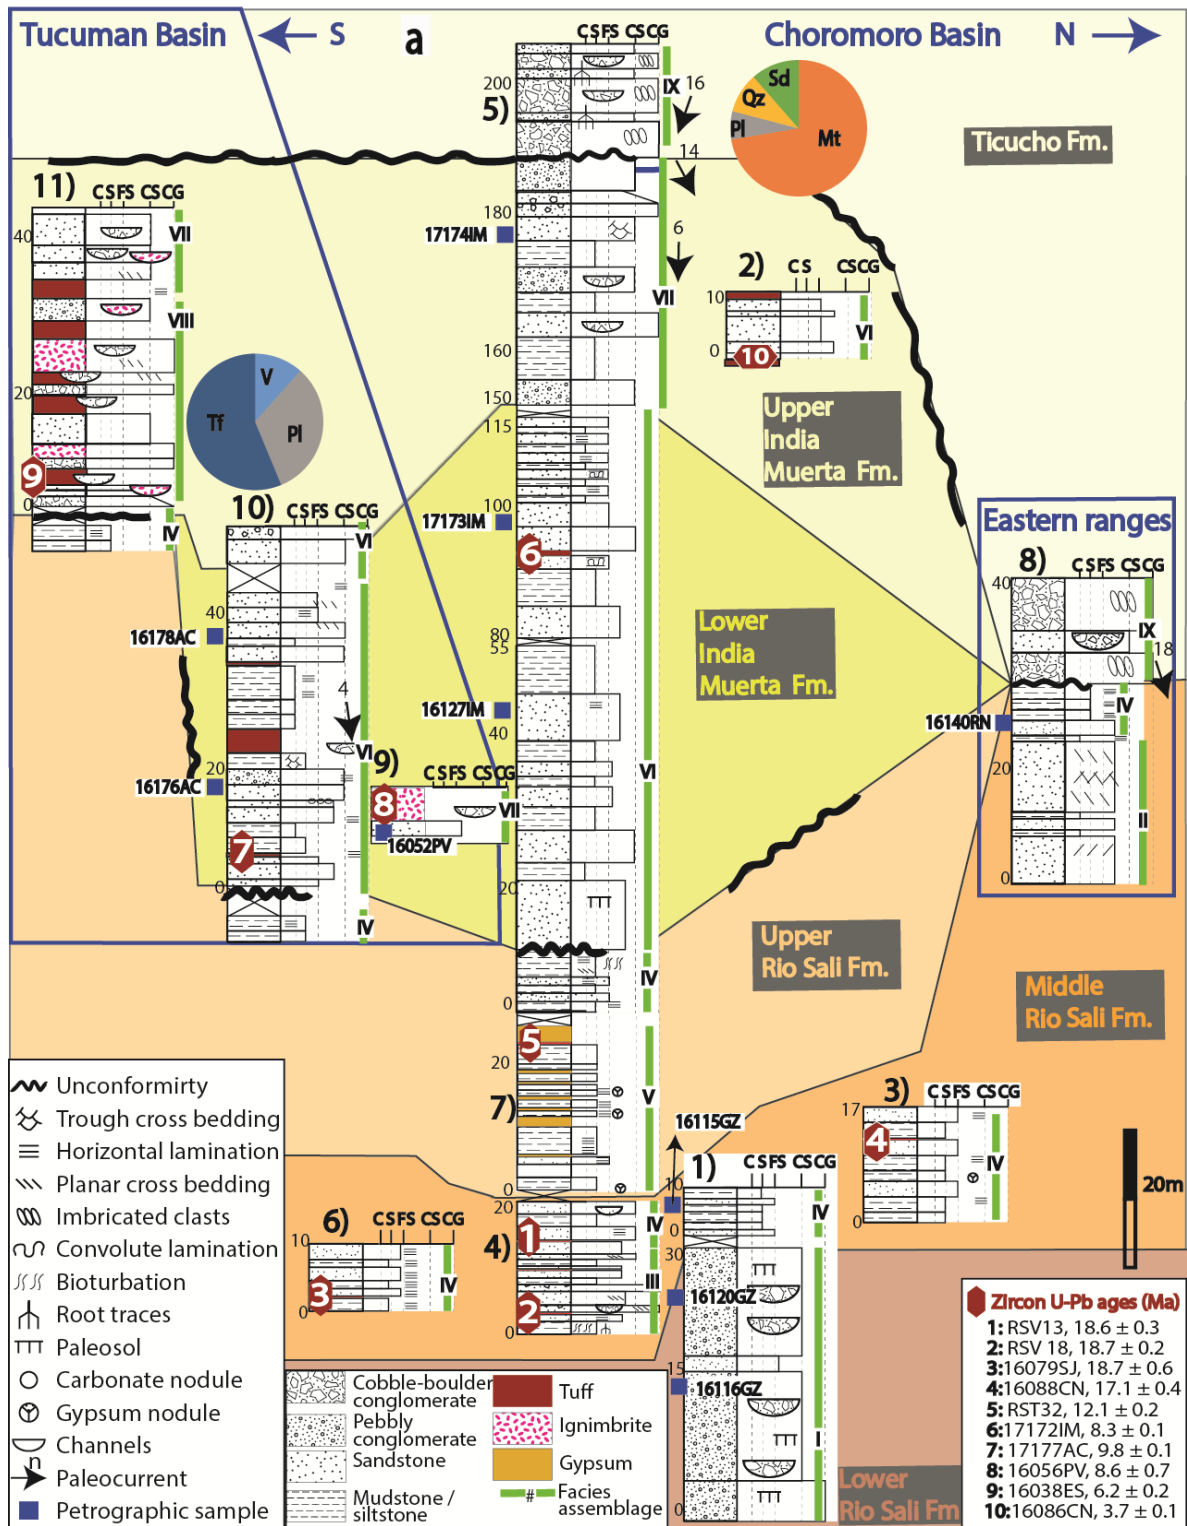 Tucuman Basin
S
a
Choromoro Basin
N
CSFS CSCG
200
5)
IX
16
Sd
Qz
Pl
Mt
Ticucho Fm.
14
11)
CSFS CSCG
40
VII
VIII
20
9
0
IV
180
17174IM
6
VII
2)
CS CSCG
10
0
10
VI
160
150
115
Tf
V
Pl
Upper
India
Muerta Fm.
10)
CSFS CSCG
VI
40
16178AC
4
VI
20
16176AC
7
0
IV
100
17173IM
6
80
55
16127IM
40
VI
Lower
India
Muerta Fm.
Eastern ranges
8)
CSFS CSCG
40
IX
18
16140RN
IV
20
II
0
9)
CSFS CSCG
8
VII
16052PV
20
Upper
Rio Sali Fm.
Middle
Rio Sali Fm.
IV
0
5
20
7)
V
0
16115GZ
3)
CSFS CSCG
17
4
IV
0
20m
20
4)
1
IV
III
2
0
1)
CSFS CSCG
10
IV
0
30
16120GZ
15
16116GZ
I
0
6)
CSFS CSCG
10
3
IV
0
Lower
Rio Sali Fm
Unconformirty
Trough cross bedding
Horizontal lamination
Planar cross bedding
Imbricated clasts
Convolute lamination
Bioturbation
Root traces
Paleosol
Carbonate nodule
Gypsum nodule
Channels
n
Paleocurrent
Petrographic sample
Cobble-boulder
conglomerate
Pebbly
conglomerate
Sandstone
Mudstone /
siltstone
Tuff
Ignimbrite
Gypsum
#
Facies
assemblage
Zircon U-Pb ages (Ma)
1: RSV13, 18.6 ± 0.3
2: RSV 18, 18.7 ± 0.2
3:16079SJ, 18.7 ± 0.6
4:16088CN, 17.1 ± 0.4
5: RST32, 12.1 ± 0.2
6:17172IM, 8.3 ± 0.1
7:17177AC, 9.8 ± 0.1
8: 16056PV, 8.6 ± 0.7
9: 16038ES, 6.2 ± 0.2
10:16086CN, 3.7 ± 0.1